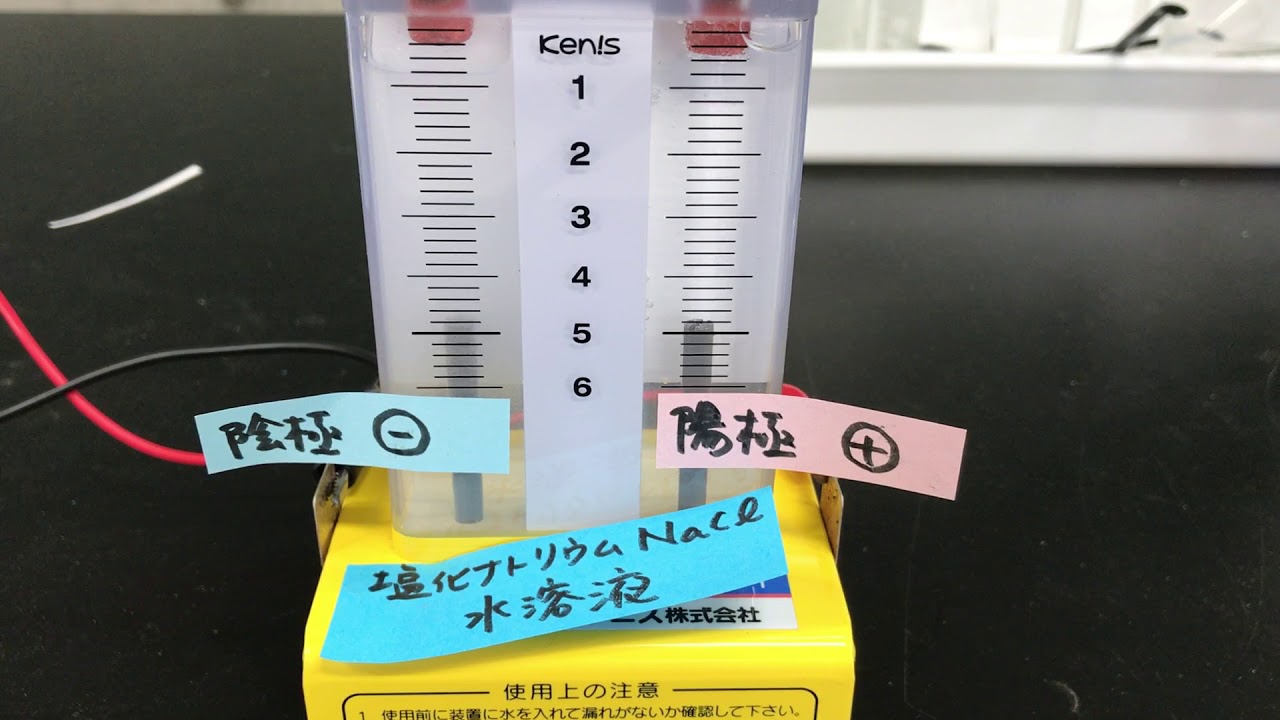 Kenis
1
2
3
4
5
6
陰極 ⊖
陽極 ⊕
塩化ナトリウム NaCl
水溶液
ニス株式会社
使用上の注意
1. 使用前に装置に水を入れて漏れがないか確認して下さい。